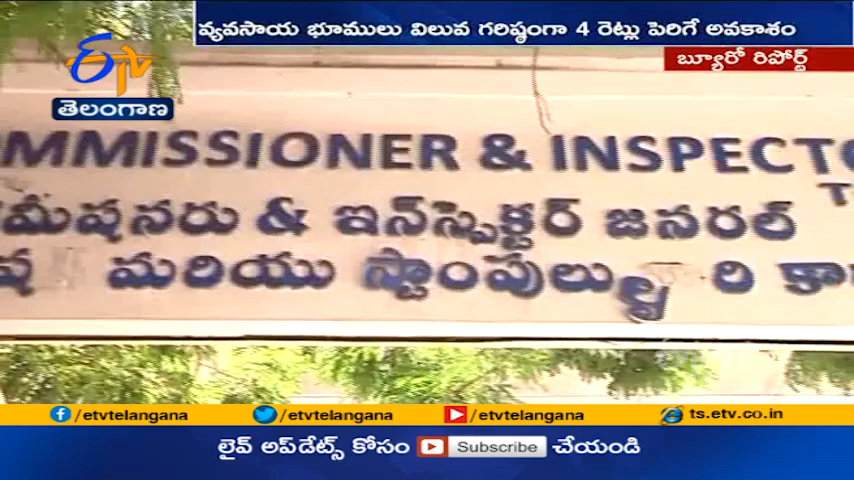 వ్యవసాయ భూములు విలువ గరిష్ఠంగా 4 రెట్లు పెరిగే అవకాశం
బ్యూరో రిపోర్ట్
ETV
తెలంగాణ
MMISSIONER & INSPECTO
మీషనరు & ఇన్‌స్పెక్టర్ జనరల్
మరియు స్టాంపులు రి కా
/etvtelangana /etvtelangana /etvtelangana ts.etv.co.in
లైవ్ అప్‌డేట్స్ కోసం Subscribe చేయండి